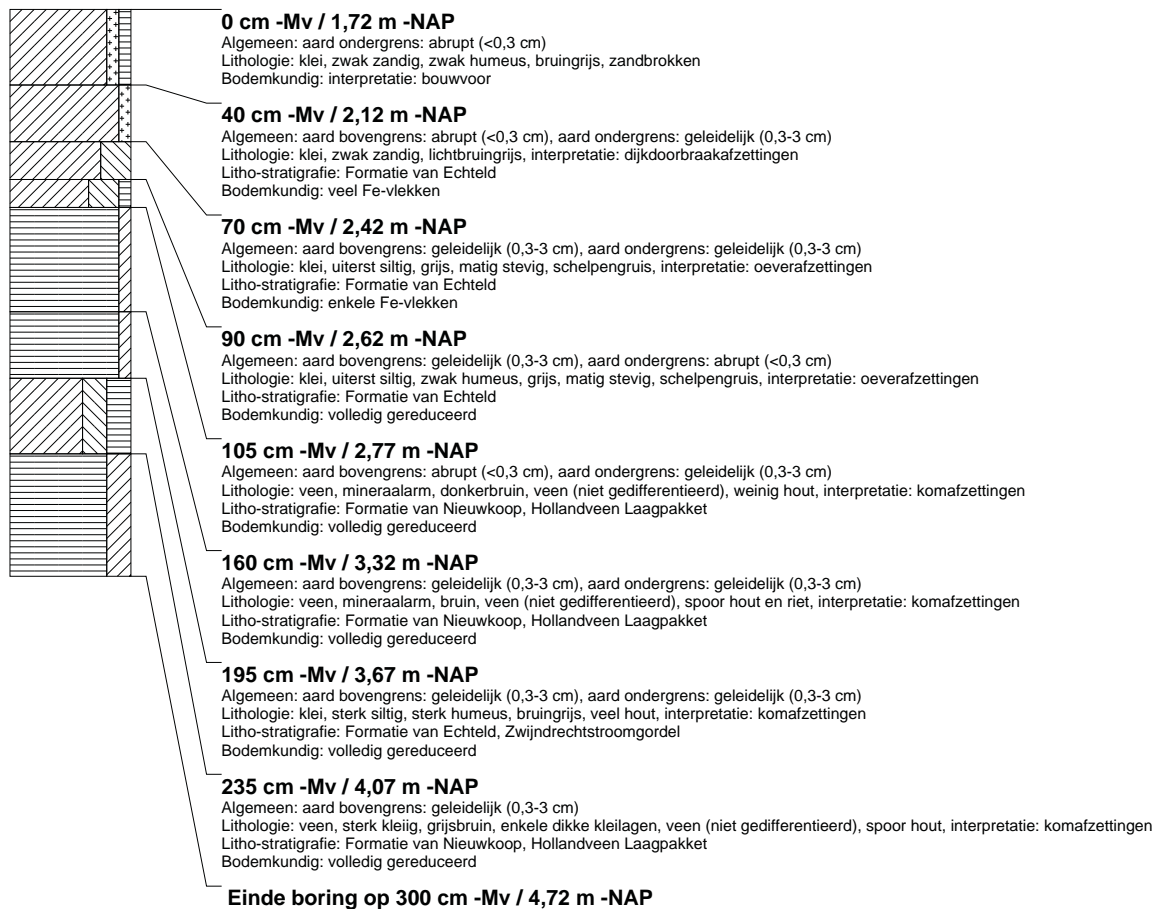 0 cm -Mv / 1,72 m -NAP
Algemeen: aard ondergrens: abrupt (<0,3 cm)
Lithologie: klei, zwak zandig, zwak humeus, bruingrijs, zandbrokken
Bodemkundig: interpretatie: bouwvoor
40 cm -Mv / 2,12 m -NAP
Algemeen: aard bovengrens: abrupt (<0,3 cm), aard ondergrens: geleidelijk (0,3-3 cm)
Lithologie: klei, zwak zandig, lichtbruingrijs, interpretatie: dijkdoorbraakafzettingen
Litho-stratigrafie: Formatie van Echteld
Bodemkundig: veel Fe-vlekken
70 cm -Mv / 2,42 m -NAP
Algemeen: aard bovengrens: geleidelijk (0,3-3 cm), aard ondergrens: geleidelijk (0,3-3 cm)
Lithologie: klei, uiterst siltig, grijs, matig stevig, schelpengruis, interpretatie: oeverafzettingen
Litho-stratigrafie: Formatie van Echteld
Bodemkundig: enkele Fe-vlekken
90 cm -Mv / 2,62 m -NAP
Algemeen: aard bovengrens: geleidelijk (0,3-3 cm), aard ondergrens: abrupt (<0,3 cm)
Lithologie: klei, uiterst siltig, zwak humeus, grijs, matig stevig, schelpengruis, interpretatie: oeverafzettingen
Litho-stratigrafie: Formatie van Echteld
Bodemkundig: volledig gereduceerd
105 cm -Mv / 2,77 m -NAP
Algemeen: aard bovengrens: abrupt (<0,3 cm), aard ondergrens: geleidelijk (0,3-3 cm)
Lithologie: veen, mineraalarm, donkerbruin, veen (niet gedifferentieerd), weinig hout, interpretatie: komafzettingen
Litho-stratigrafie: Formatie van Nieuwkoop, Hollandveen Laagpakket
Bodemkundig: volledig gereduceerd
160 cm -Mv / 3,32 m -NAP
Algemeen: aard bovengrens: geleidelijk (0,3-3 cm), aard ondergrens: geleidelijk (0,3-3 cm)
Lithologie: veen, mineraalarm, bruin, veen (niet gedifferentieerd), spoor hout en riet, interpretatie: komafzettingen
Litho-stratigrafie: Formatie van Nieuwkoop, Hollandveen Laagpakket
Bodemkundig: volledig gereduceerd
195 cm -Mv / 3,67 m -NAP
Algemeen: aard bovengrens: geleidelijk (0,3-3 cm), aard ondergrens: geleidelijk (0,3-3 cm)
Lithologie: klei, sterk siltig, sterk humeus, bruingrijs, veel hout, interpretatie: komafzettingen
Litho-stratigrafie: Formatie van Echteld, Zwijndrechtstroomgordel
Bodemkundig: volledig gereduceerd
235 cm -Mv / 4,07 m -NAP
Algemeen: aard bovengrens: geleidelijk (0,3-3 cm)
Lithologie: veen, sterk kleiig, grijsbruin, enkele dikke kleilagen, veen (niet gedifferentieerd), spoor hout, interpretatie: komafzettingen
Litho-stratigrafie: Formatie van Nieuwkoop, Hollandveen Laagpakket
Bodemkundig: volledig gereduceerd
Einde boring op 300 cm -Mv / 4,72 m -NAP